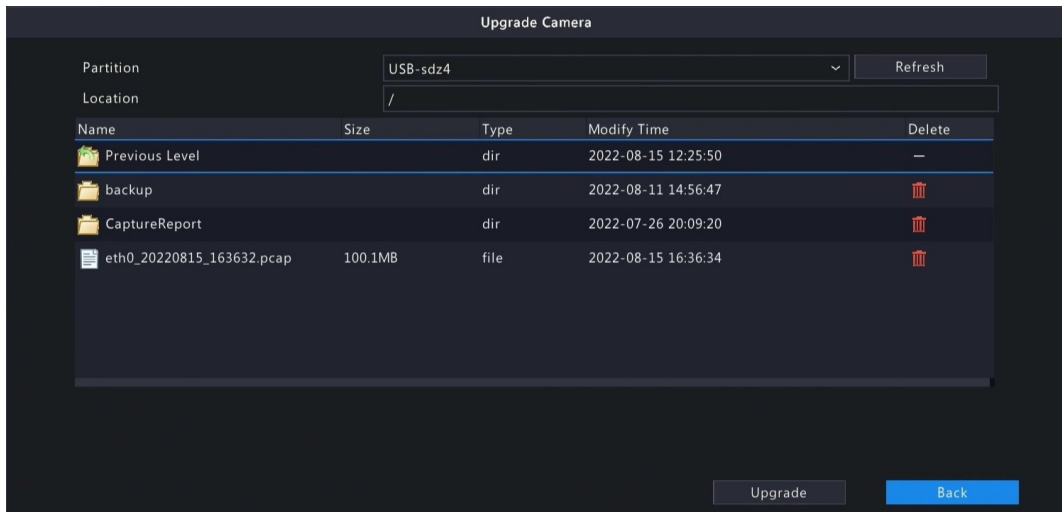 Upgrade Camera
Partition USB-sdz4 Refresh
Location /
Name Size Type Modify Time Delete
Previous Level dir 2022-08-15 12:25:50 —
backup dir 2022-08-11 14:56:47
CaptureReport dir 2022-07-26 20:09:20
eth0_20220815_163632.pcap 100.1MB file 2022-08-15 16:36:34
Upgrade Back